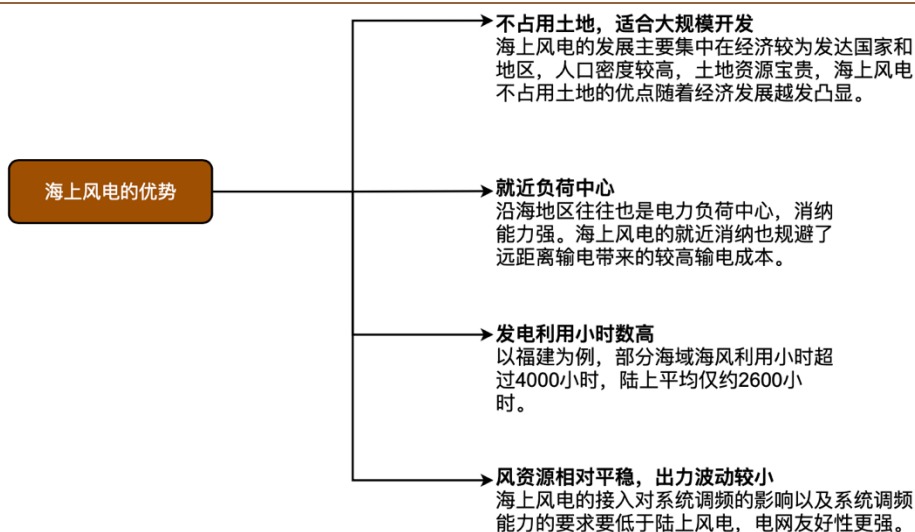 不占用土地，适合大规模开发
海上风电的发展主要集中在经济较为发达国家和
地区，人口密度较高，土地资源宝贵，海上风电
不占用土地的优点随着经济发展越发凸显。
海上风电的优势
就近负荷中心
沿海地区往往也是电力负荷中心，消纳
能力强。海上风电的就近消纳也规避了
远距离输电带来的较高输电成本。
发电利用小时数高
以福建为例，部分海域海风利用小时超
过4000小时，陆上平均仅约2600小
时。
风资源相对平稳，出力波动较小
海上风电的接入对系统调频的影响以及系统调频
能力的要求要低于陆上风电，电网友好性更强。